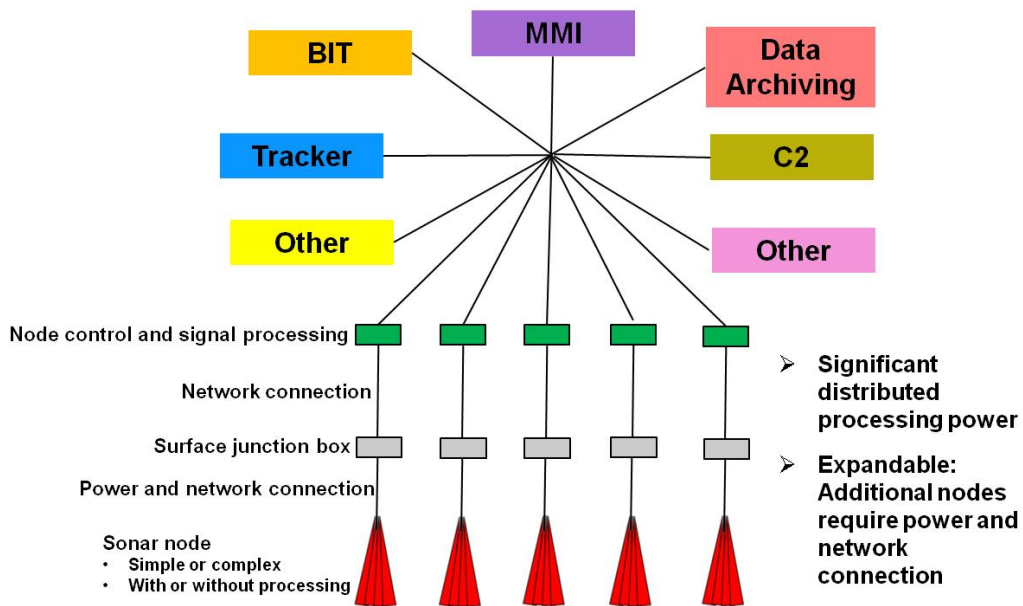 MMI
BIT
Data
Archiving
Tracker
C2
Other
Other
Node control and signal processing
Network connection
Surface junction box
Power and network connection
Sonar node
• Simple or complex
• With or without processing
➢ Significant
distributed
processing power
➢ Expandable:
Additional nodes
require power and
network
connection